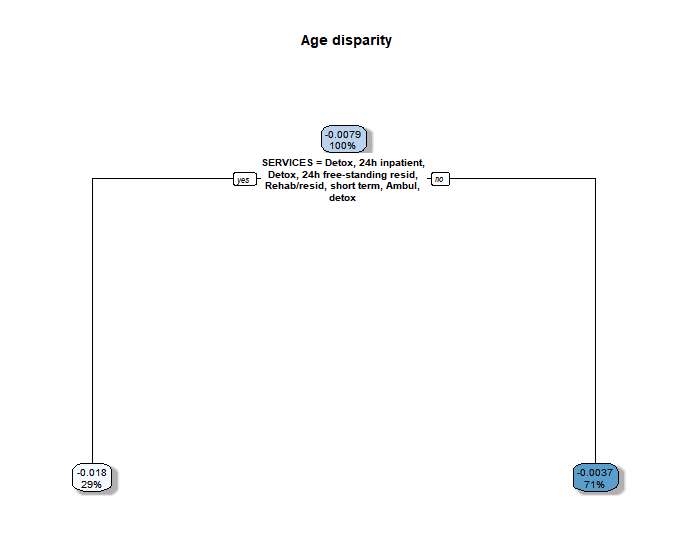 Age disparity
-0.0079
100%
SERVICES = Detox, 24h inpatient,
Detox, 24h free-standing resid,
yes
Rehab/resid, short term, Ambul,
no
detox
-0.018
29%
-0.0037
71%